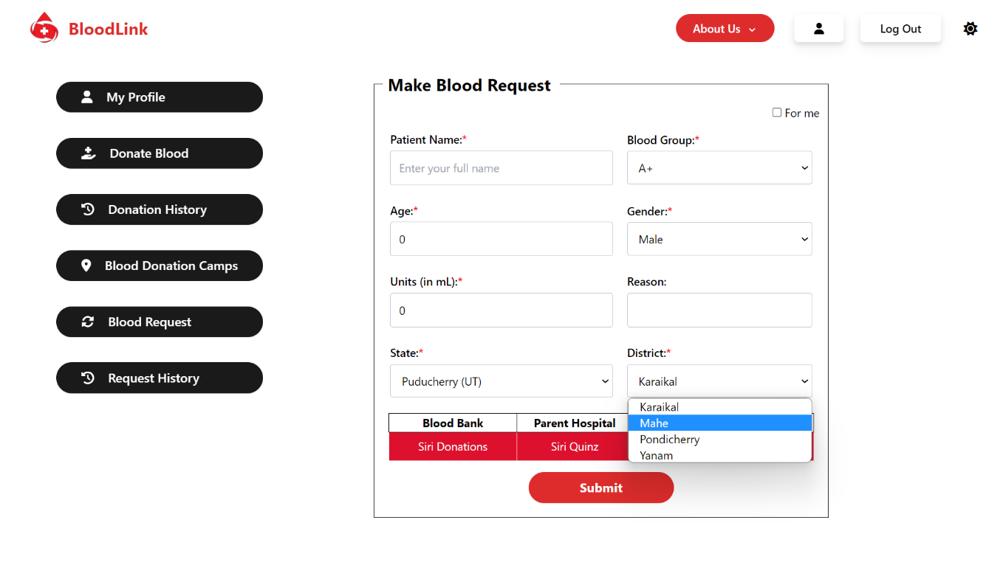 BloodLink
About Us
Log Out
My Profile
Donate Blood
Donation History
Blood Donation Camps
Blood Request
Request History
Make Blood Request
For me
Patient Name:*
Blood Group:*
Enter your full name
A+
Age:*
Gender:*
0
Male
Units (in mL):*
Reason:
0
State:*
District:*
Puducherry (UT)
Karaikal
Karaikal
Mahe
Pondicherry
Yanam
Blood Bank
Parent Hospital
Siri Donations
Siri Quinz
Submit